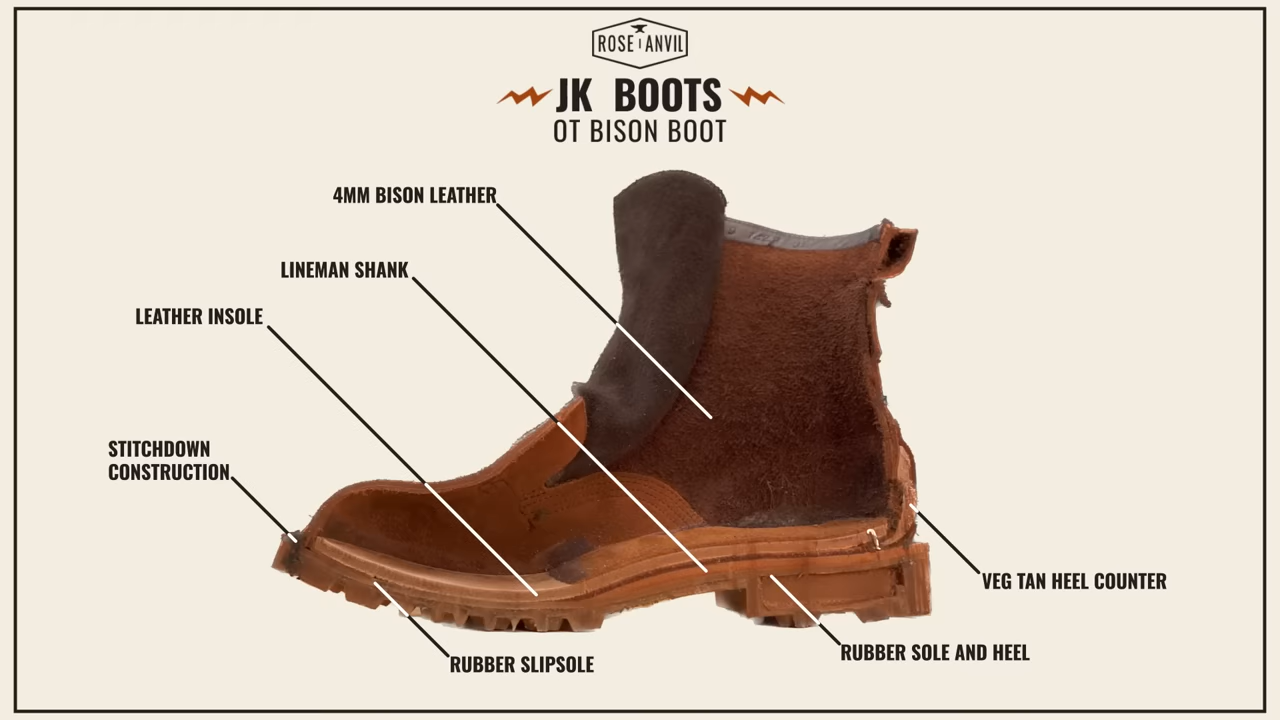 ROSE ANVIL
JK BOOTS
OT BISON BOOT
4MM BISON LEATHER
LINEMAN SHANK
LEATHER INSOLE
STITCHDOWN
CONSTRUCTION
VEG TAN HEEL COUNTER
RUBBER SOLE AND HEEL
RUBBER SLIPSOLE